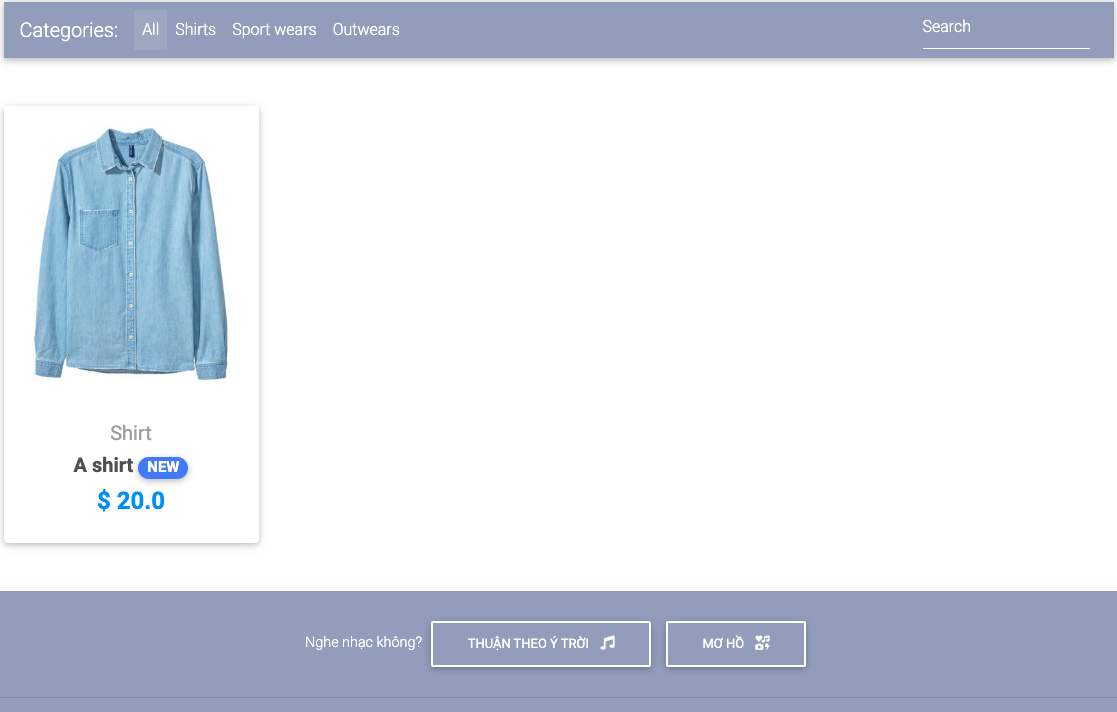 Categories: All Shirts Sport wears Outwears Search
Shirt
A shirt NEW
$ 20.0
Nghe nhạc không? THUẬN THEO Ý TRỜI MƠ HỒ